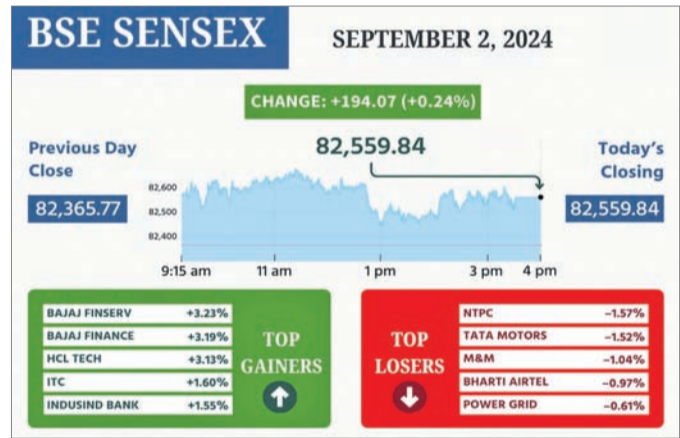 BSE SENSEX
SEPTEMBER 2, 2024
CHANGE: +194.07 (+0.24%)
Previous Day
Close
82,365.77
82,559.84
Today's
Closing
82,559.84
82,600
82,500
82,400
9:15 am 11 am 1 pm 3 pm 4 pm
BAJAJ FINSERV +3.23%
BAJAJ FINANCE +3.19%
HCL TECH +3.13%
ITC +1.60%
INDUSIND BANK +1.55%
TOP
GAINERS
TOP
LOSERS
NTPC –1.57%
TATA MOTORS –1.52%
M&M –1.04%
BHARTI AIRTEL –0.97%
POWER GRID –0.61%